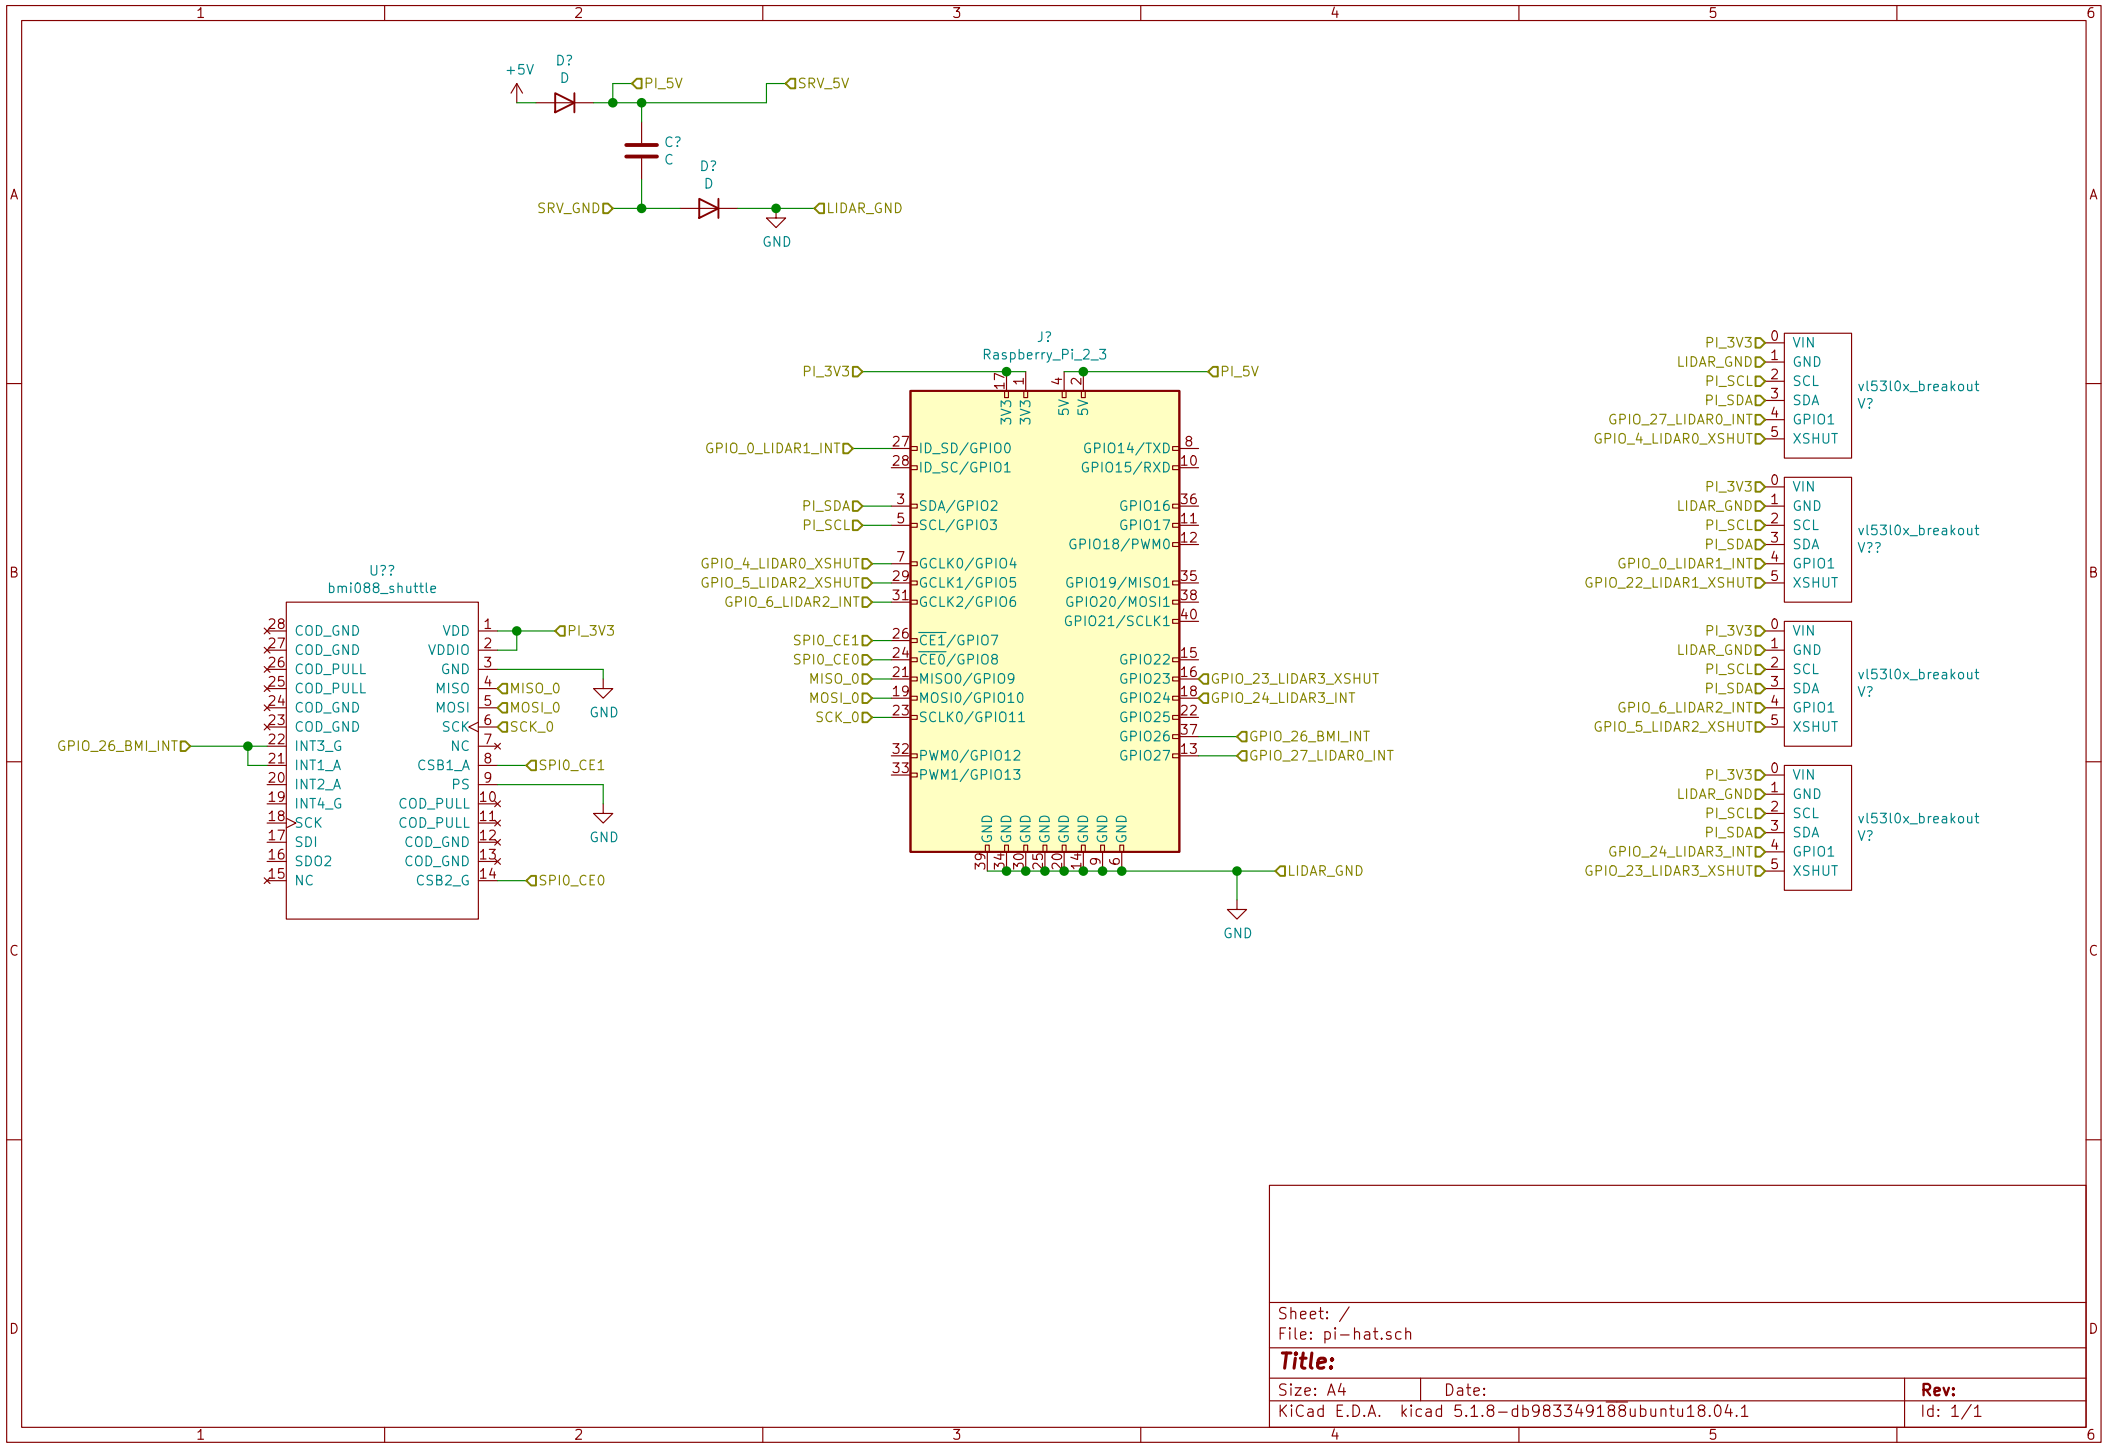 1 2 3 4 5 6
A A
B B
C C
D D
+5V
D?
D
PI_5V
SRV_5V
C?
C
D?
D
SRV_GND
LIDAR_GND
GND
J?
Raspberry_Pi_2_3
PI_3V3
PI_5V
17 1 4 2
3V3 3V3 5V 5V
GPIO_0_LIDAR1_INT 27 ID_SD/GPIO0
28 ID_SC/GPIO1
PI_SDA 3 SDA/GPIO2
PI_SCL 5 SCL/GPIO3
GPIO_4_LIDAR0_XSHUT 7 GCLK0/GPIO4
GPIO_5_LIDAR2_XSHUT 29 GCLK1/GPIO5
GPIO_6_LIDAR2_INT 31 GCLK2/GPIO6
SPI0_CE1 26 CE1/GPIO7
SPI0_CE0 24 CE0/GPIO8
MISO_0 21 MISO0/GPIO9
MOSI_0 19 MOSI0/GPIO10
SCK_0 23 SCLK0/GPIO11
32 PWM0/GPIO12
33 PWM1/GPIO13
GPIO14/TXD 8
GPIO15/RXD 10
GPIO16 36
GPIO17 11
GPIO18/PWM0 12
GPIO19/MISO1 35
GPIO20/MOSI1 38
GPIO21/SCLK1 40
GPIO22 15
GPIO23 16 GPIO_23_LIDAR3_XSHUT
GPIO24 18 GPIO_24_LIDAR3_INT
GPIO25 22
GPIO26 37 GPIO_26_BMI_INT
GPIO27 13 GPIO_27_LIDAR0_INT
GND GND GND GND GND GND GND GND
39 34 30 25 20 14 9 6
LIDAR_GND
GND
U??
bmi088_shuttle
28 COD_GND
27 COD_GND
26 COD_PULL
25 COD_PULL
24 COD_GND
23 COD_GND
GPIO_26_BMI_INT 22 INT3_G
21 INT1_A
20 INT2_A
19 INT4_G
18 SCK
17 SDI
16 SDO2
15 NC
VDD 1 PI_3V3
VDDIO 2
GND 3
MISO 4 MISO_0
MOSI 5 MOSI_0
SCK 6 SCK_0
NC 7
CSB1_A 8 SPI0_CE1
PS 9
COD_PULL 10
COD_PULL 11
COD_GND 12
COD_GND 13
CSB2_G 14 SPI0_CE0
GND
GND
PI_3V3 0 VIN
LIDAR_GND 1 GND
PI_SCL 2 SCL
PI_SDA 3 SDA
GPIO_27_LIDAR0_INT 4 GPIO1
GPIO_4_LIDAR0_XSHUT 5 XSHUT
vl53l0x_breakout
V?
PI_3V3 0 VIN
LIDAR_GND 1 GND
PI_SCL 2 SCL
PI_SDA 3 SDA
GPIO_0_LIDAR1_INT 4 GPIO1
GPIO_22_LIDAR1_XSHUT 5 XSHUT
vl53l0x_breakout
V??
PI_3V3 0 VIN
LIDAR_GND 1 GND
PI_SCL 2 SCL
PI_SDA 3 SDA
GPIO_6_LIDAR2_INT 4 GPIO1
GPIO_5_LIDAR2_XSHUT 5 XSHUT
vl53l0x_breakout
V?
PI_3V3 0 VIN
LIDAR_GND 1 GND
PI_SCL 2 SCL
PI_SDA 3 SDA
GPIO_24_LIDAR3_INT 4 GPIO1
GPIO_23_LIDAR3_XSHUT 5 XSHUT
vl53l0x_breakout
V?
Sheet: /
File: pi-hat.sch
Title:
Size: A4 Date: Rev:
KiCad E.D.A. kicad 5.1.8-db98334918​8ubuntu18.04.1 Id: 1/1
1 2 3 4 5 6